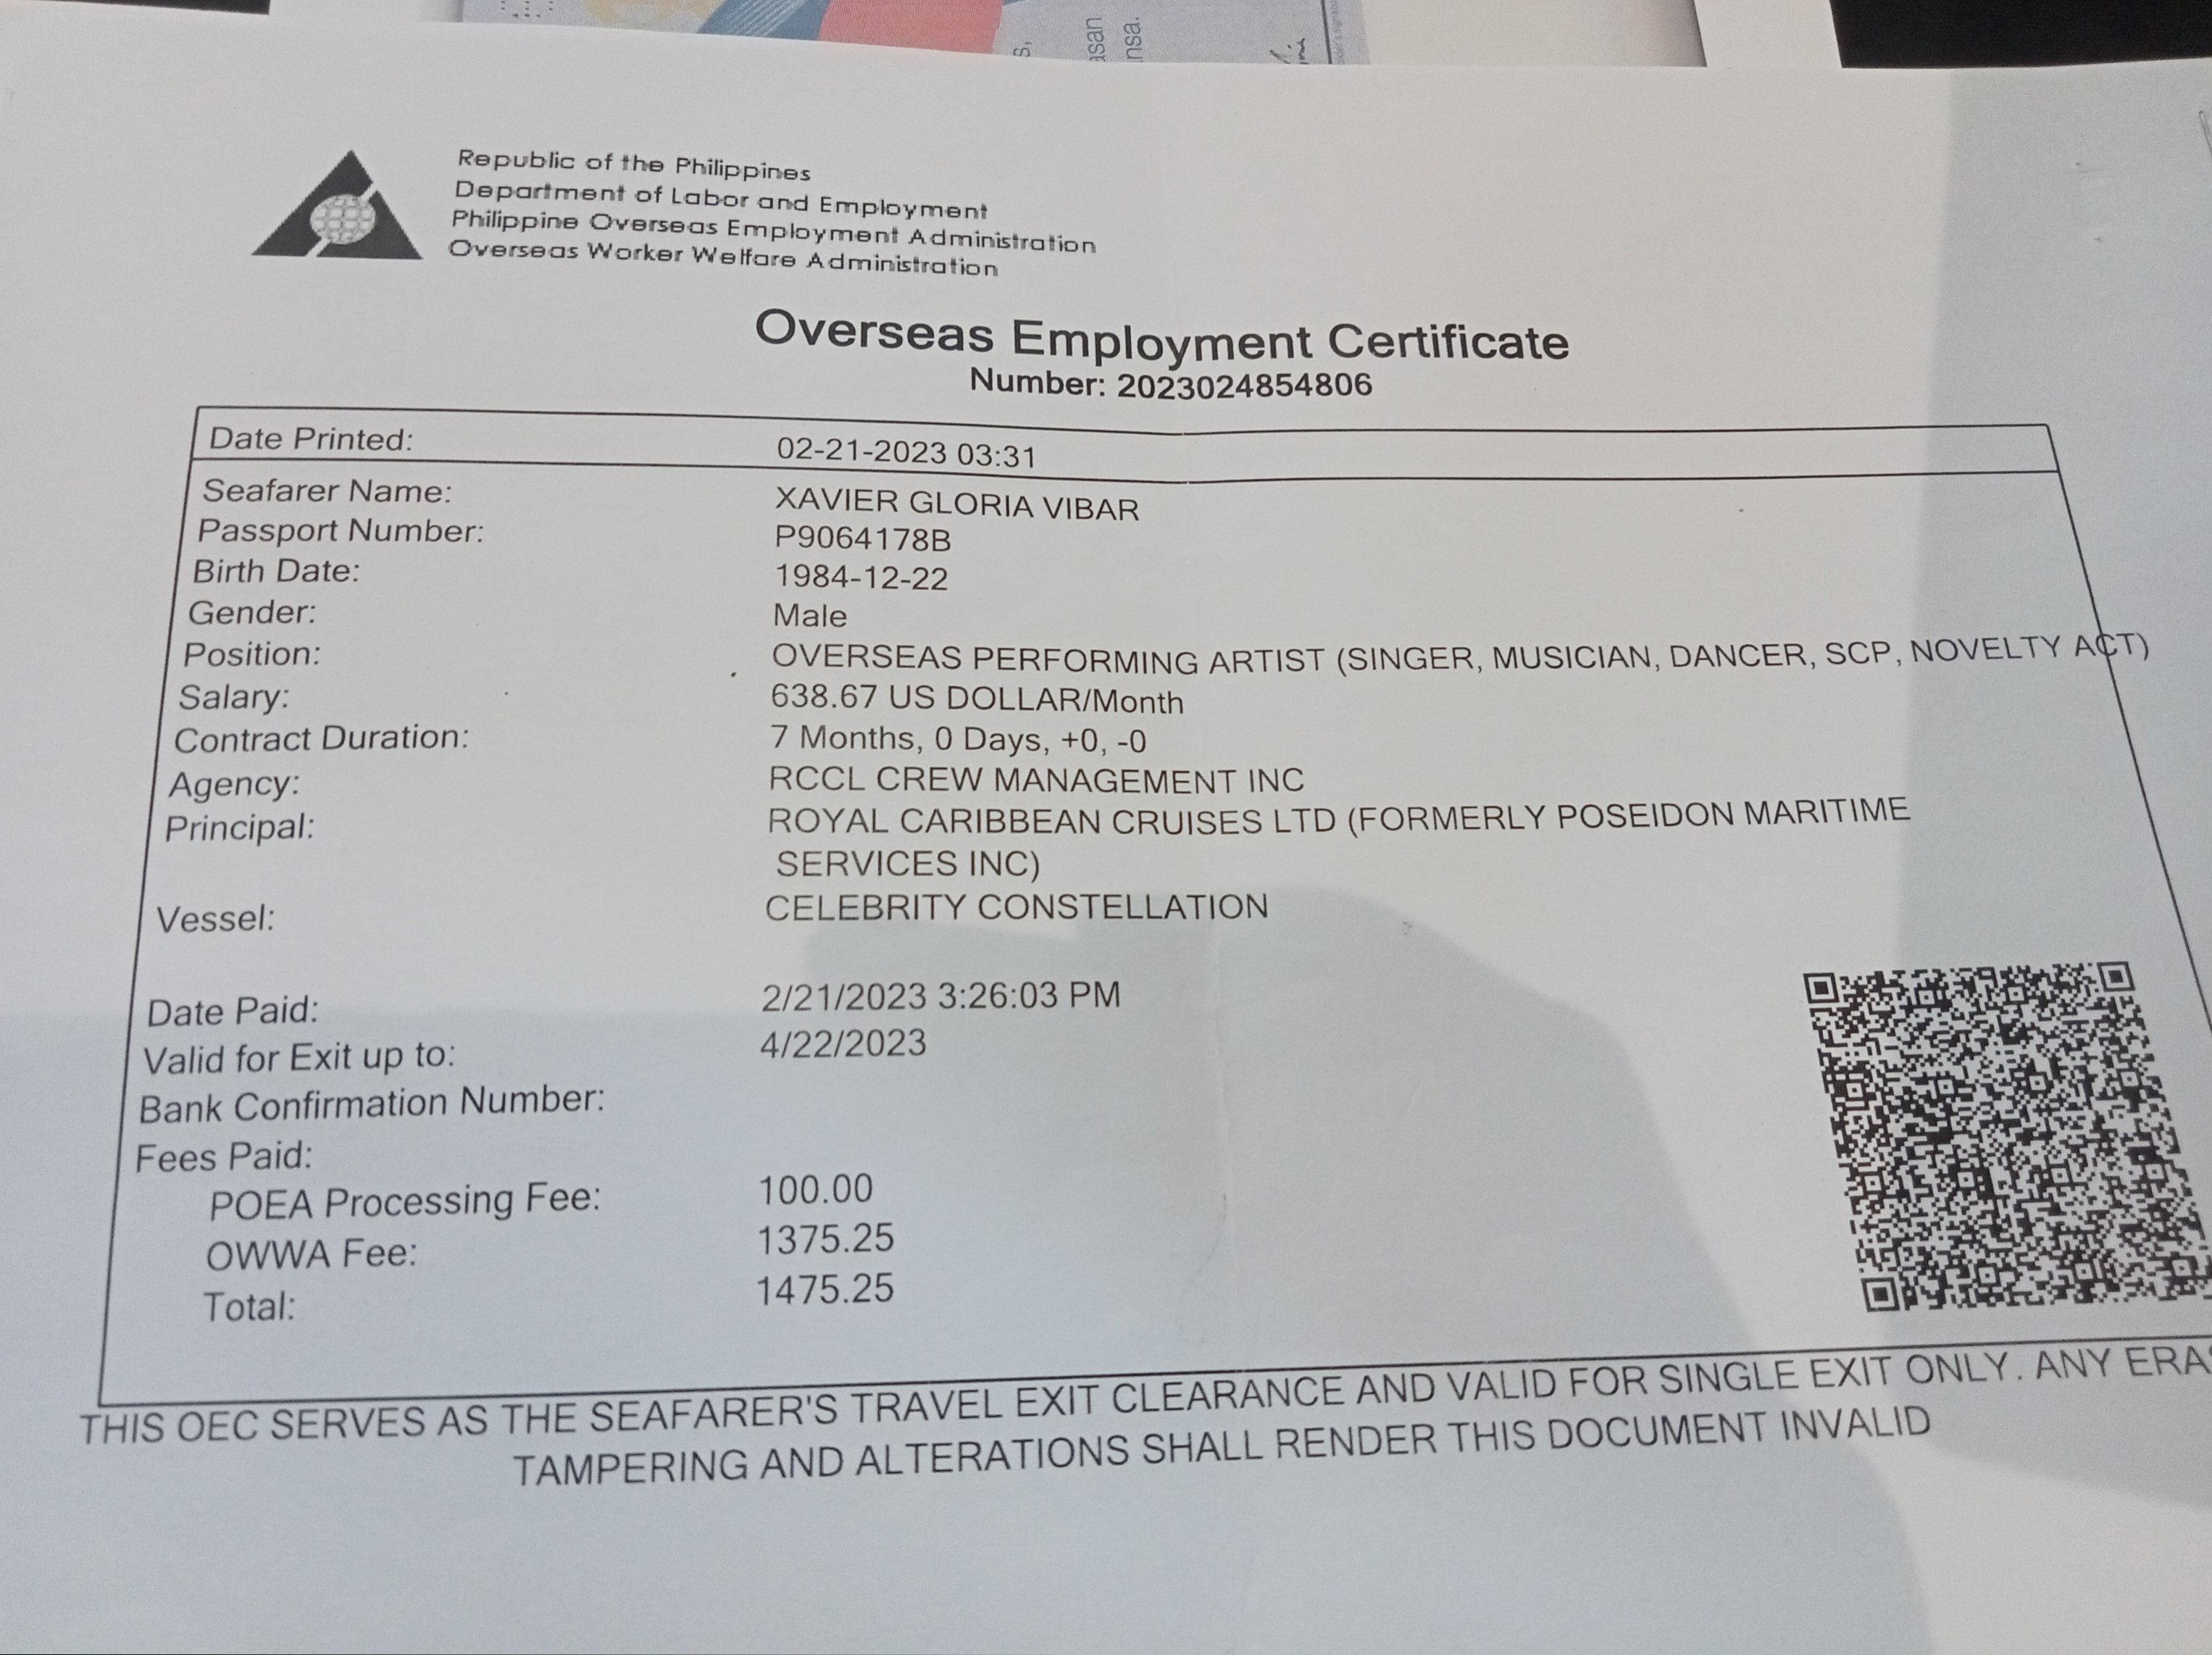 s,
asan
nsa.
Republic of the Philippines
Department of Labor and Employment
Philippine Overseas Employment Administration
Overseas Worker Welfare Administration
Overseas Employment Certificate
Number: 2023024854806
Date Printed: 02-21-2023 03:31
Seafarer Name: XAVIER GLORIA VIBAR
Passport Number: P9064178B
Birth Date: 1984-12-22
Gender: Male
Position: OVERSEAS PERFORMING ARTIST (SINGER, MUSICIAN, DANCER, SCP, NOVELTY ACT)
Salary: 638.67 US DOLLAR/Month
Contract Duration: 7 Months, 0 Days, +0, -0
Agency: RCCL CREW MANAGEMENT INC
Principal: ROYAL CARIBBEAN CRUISES LTD (FORMERLY POSEIDON MARITIME
SERVICES INC)
Vessel: CELEBRITY CONSTELLATION
Date Paid: 2/21/2023 3:26:03 PM
Valid for Exit up to: 4/22/2023
Bank Confirmation Number:
Fees Paid:
POEA Processing Fee: 100.00
OWWA Fee: 1375.25
Total: 1475.25
THIS OEC SERVES AS THE SEAFARER'S TRAVEL EXIT CLEARANCE AND VALID FOR SINGLE EXIT ONLY. ANY ERAS
TAMPERING AND ALTERATIONS SHALL RENDER THIS DOCUMENT INVALID